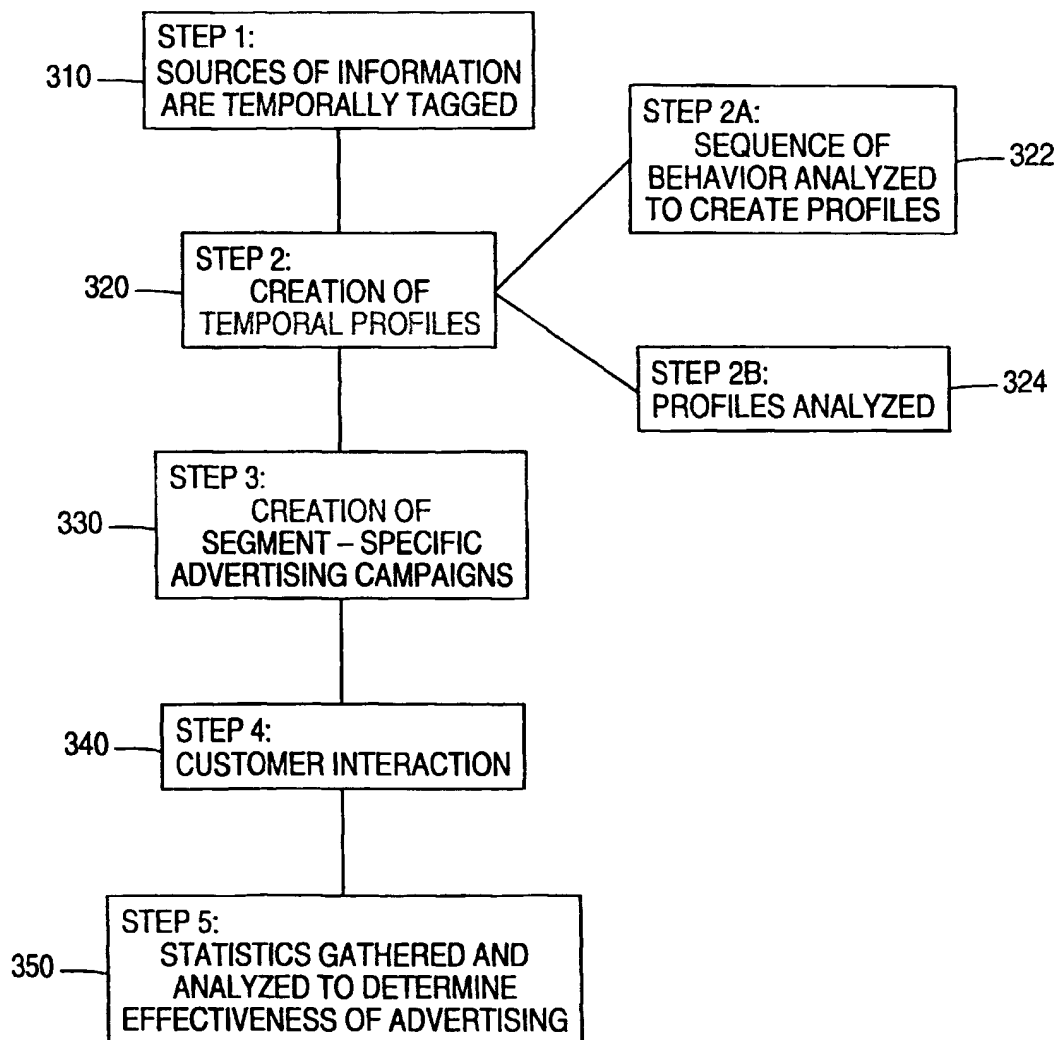 310
STEP 1:
SOURCES OF INFORMATION
ARE TEMPORALLY TAGGED
STEP 2A:
SEQUENCE OF
BEHAVIOR ANALYZED
TO CREATE PROFILES
322
320
STEP 2:
CREATION OF
TEMPORAL PROFILES
STEP 2B:
PROFILES ANALYZED
324
330
STEP 3:
CREATION OF
SEGMENT – SPECIFIC
ADVERTISING CAMPAIGNS
340
STEP 4:
CUSTOMER INTERACTION
350
STEP 5:
STATISTICS GATHERED AND
ANALYZED TO DETERMINE
EFFECTIVENESS OF ADVERTISING